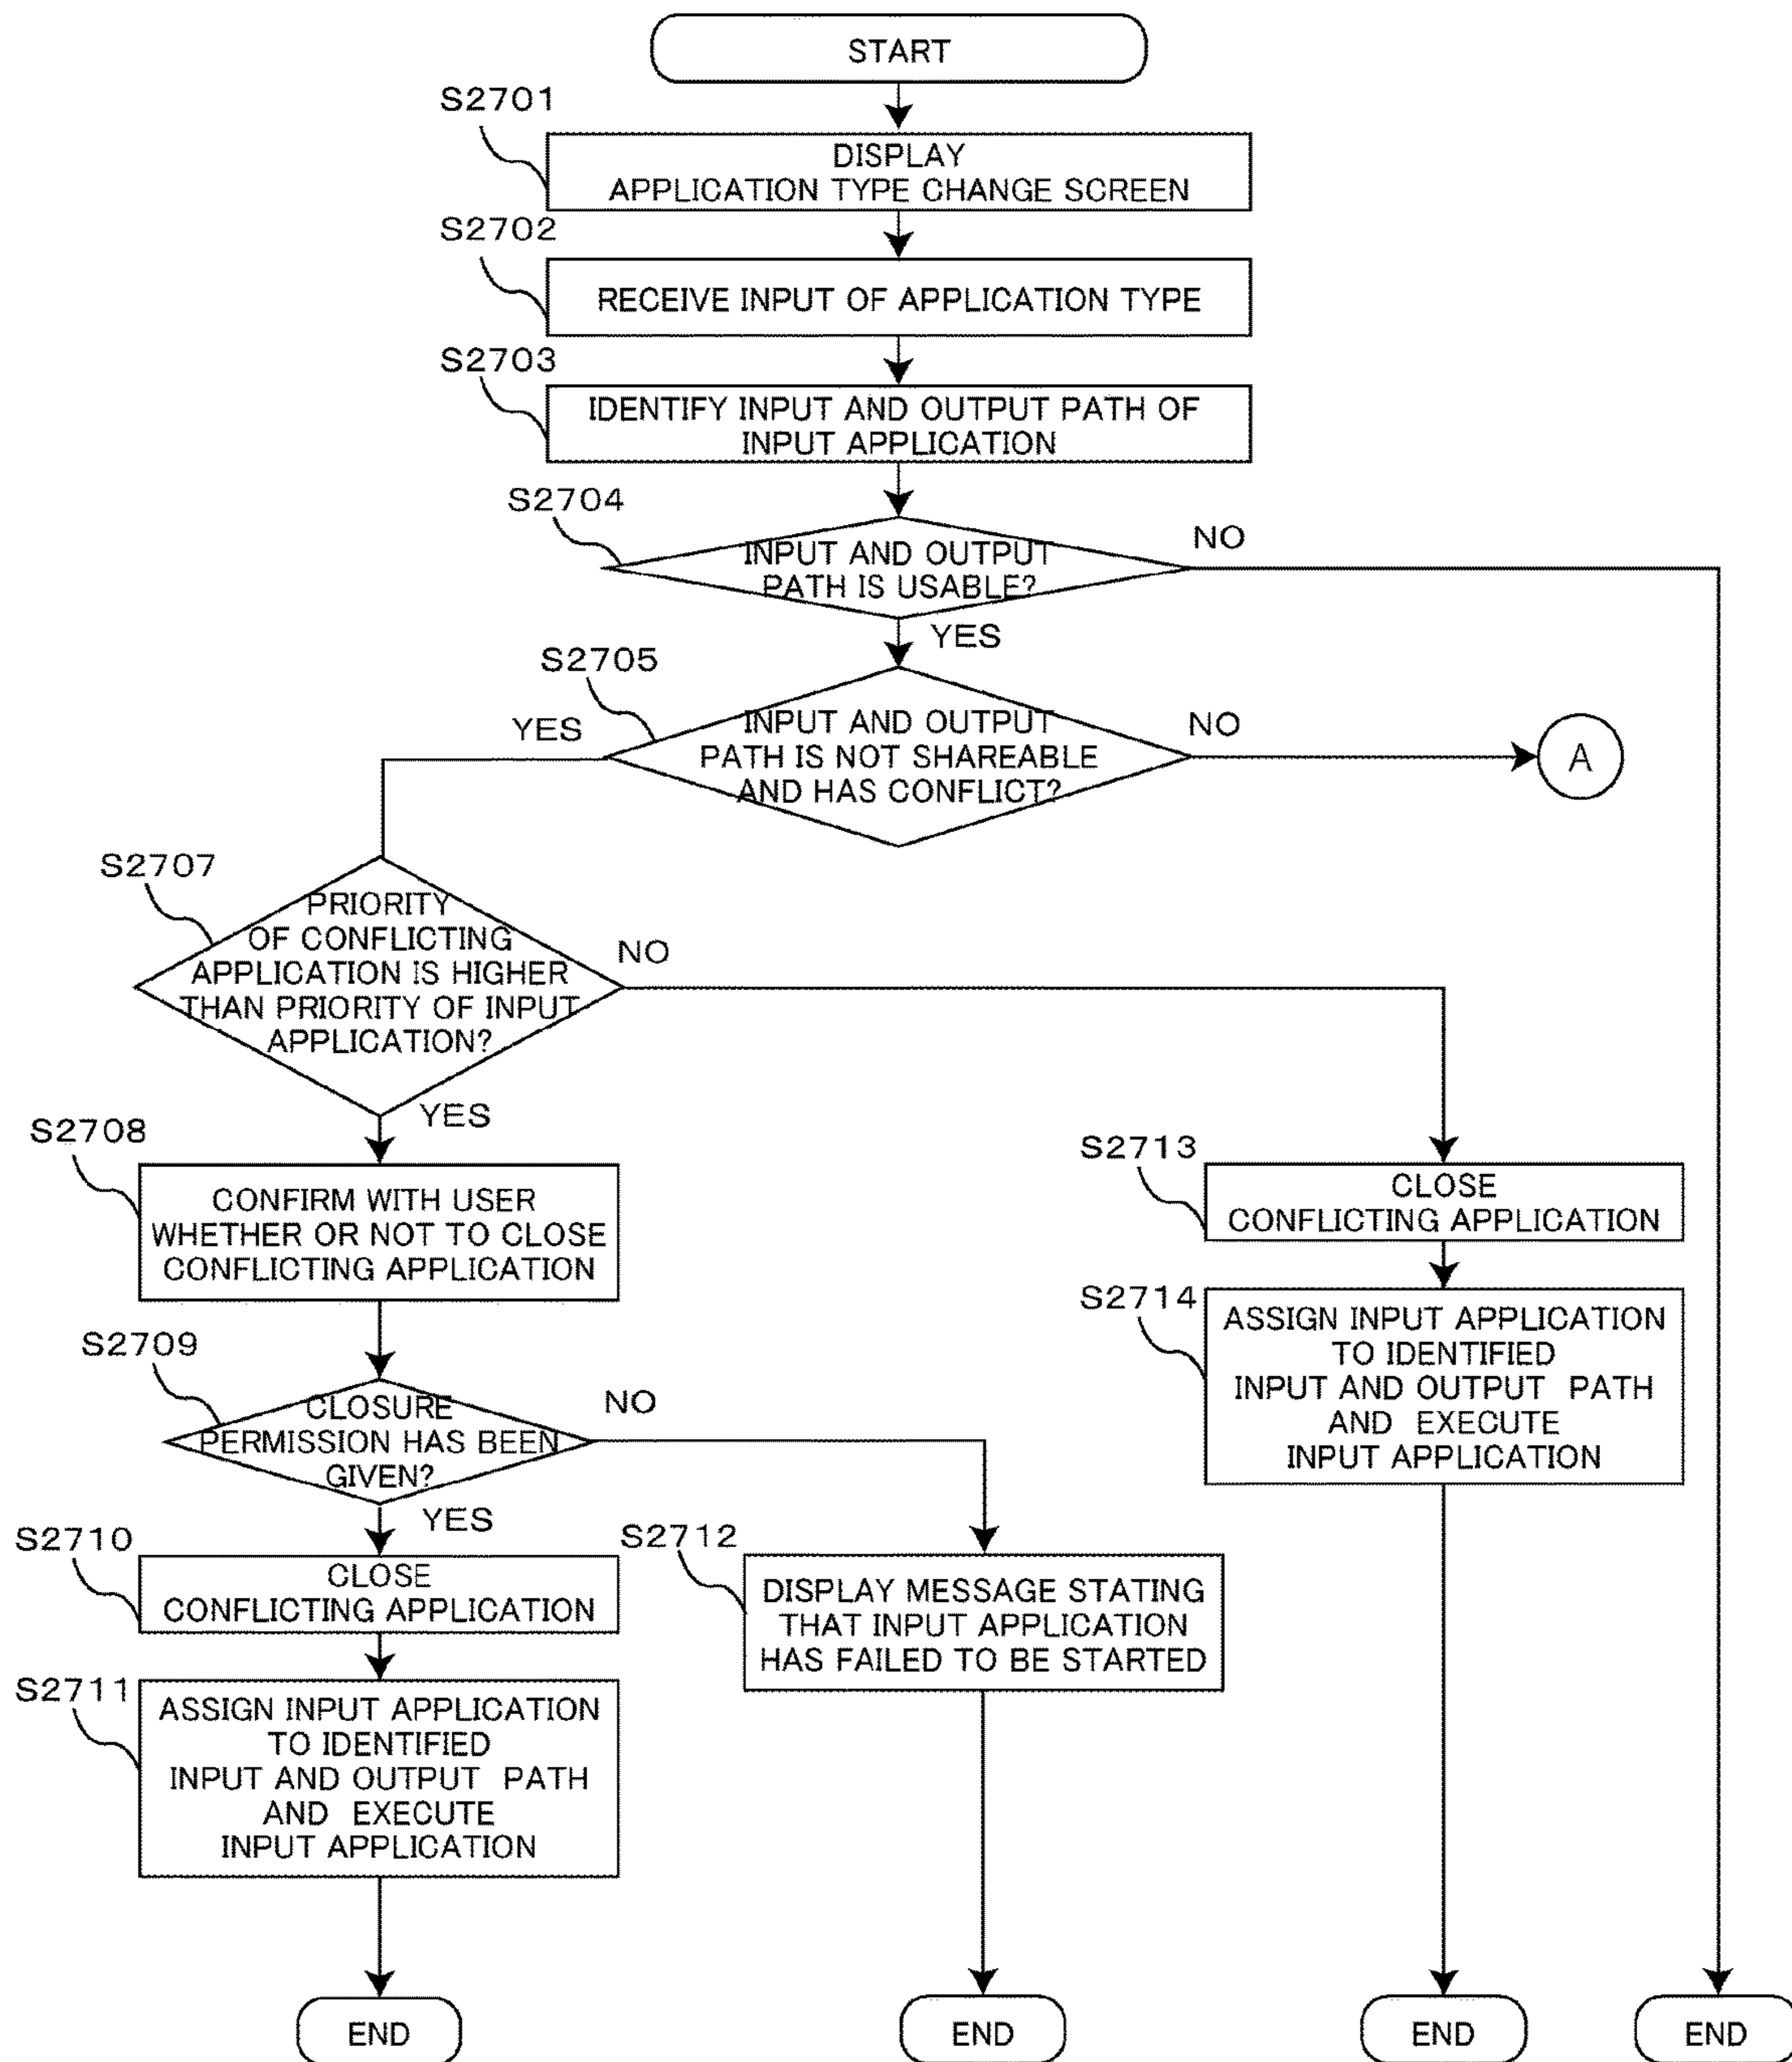 START
S2701
DISPLAY
APPLICATION TYPE CHANGE SCREEN
S2702
RECEIVE INPUT OF APPLICATION TYPE
S2703
IDENTIFY INPUT AND OUTPUT PATH OF
INPUT APPLICATION
S2704
INPUT AND OUTPUT
PATH IS USABLE?
NO
YES
S2705
INPUT AND OUTPUT
PATH IS NOT SHAREABLE
AND HAS CONFLICT?
YES
NO
A
S2707
PRIORITY
OF CONFLICTING
APPLICATION IS HIGHER
THAN PRIORITY OF INPUT
APPLICATION?
NO
YES
S2708
CONFIRM WITH USER
WHETHER OR NOT TO CLOSE
CONFLICTING APPLICATION
S2713
CLOSE
CONFLICTING APPLICATION
S2714
ASSIGN INPUT APPLICATION
TO IDENTIFIED
INPUT AND OUTPUT PATH
AND EXECUTE
INPUT APPLICATION
S2709
CLOSURE
PERMISSION HAS BEEN
GIVEN?
NO
YES
S2710
CLOSE
CONFLICTING APPLICATION
S2712
DISPLAY MESSAGE STATING
THAT INPUT APPLICATION
HAS FAILED TO BE STARTED
S2711
ASSIGN INPUT APPLICATION
TO IDENTIFIED
INPUT AND OUTPUT PATH
AND EXECUTE
INPUT APPLICATION
END
END
END
END